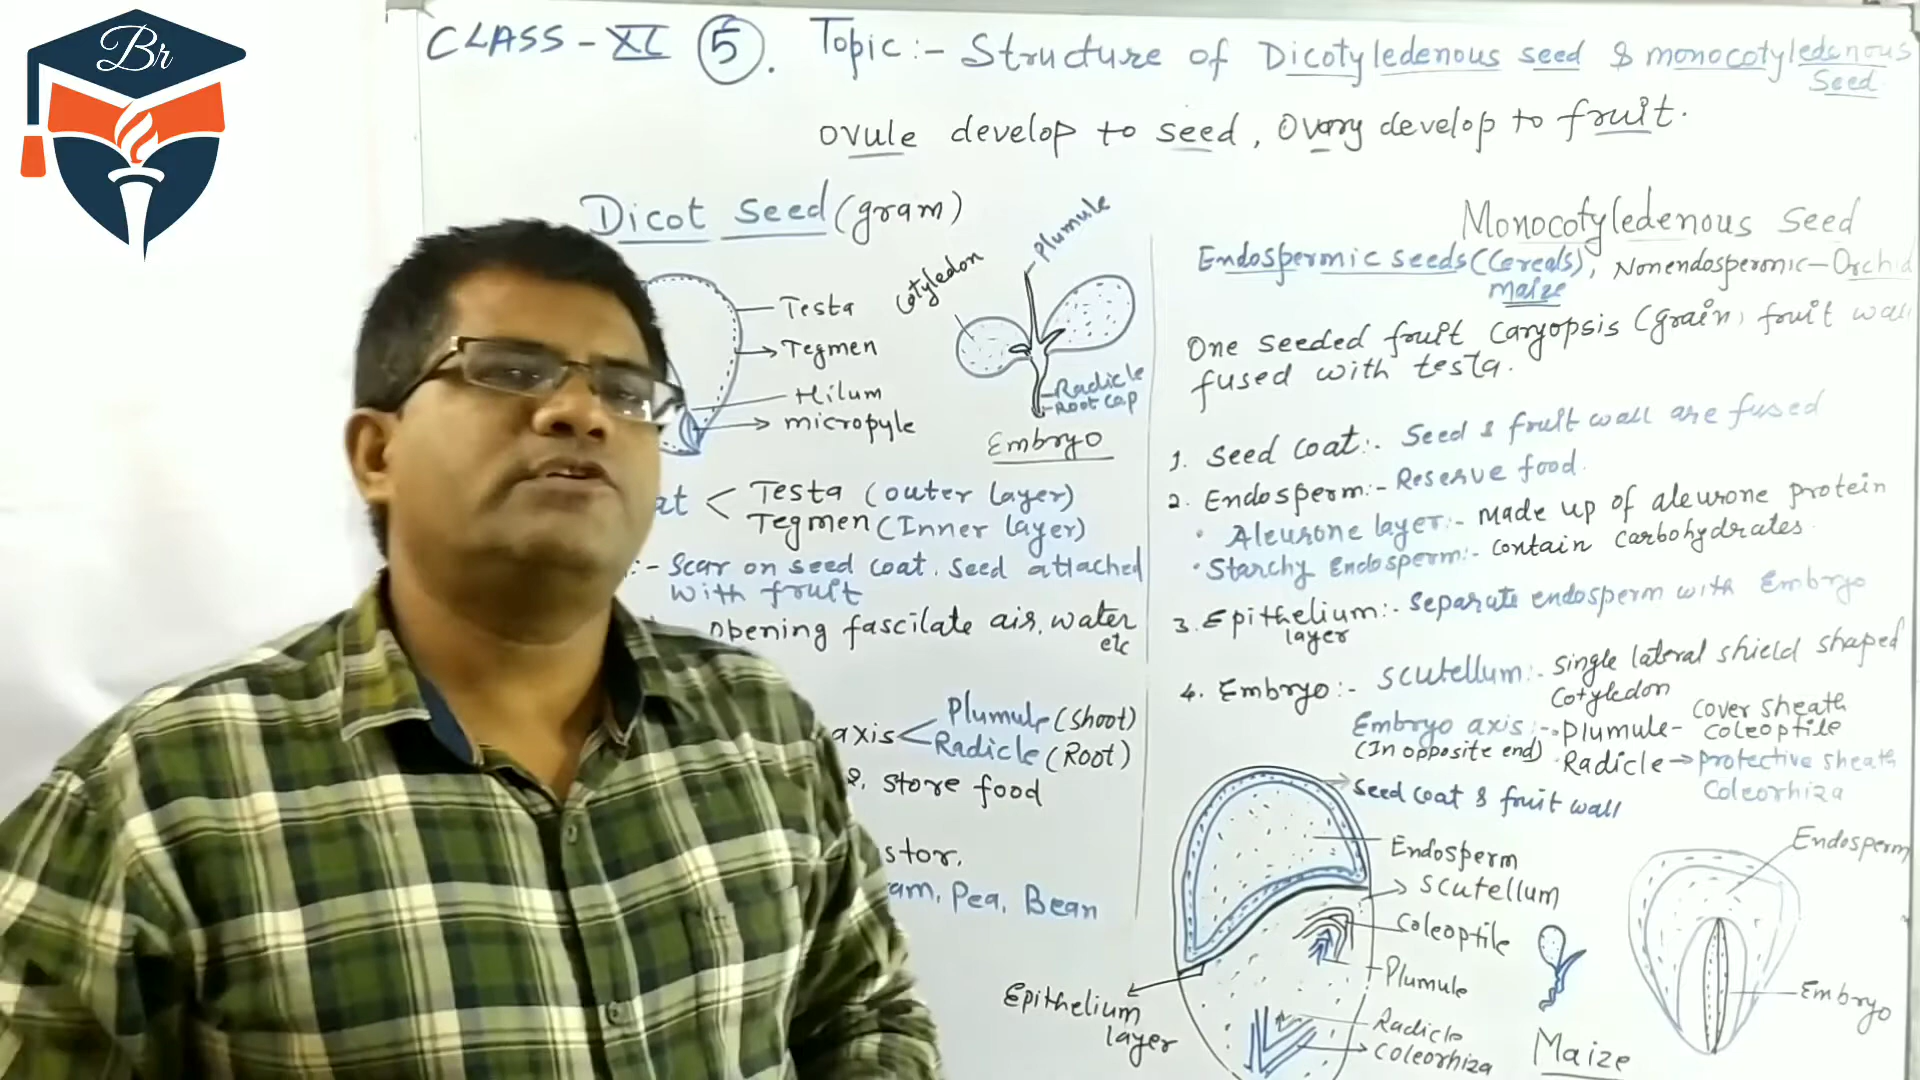 Br
CLASS - XI (5). Topic:- Structure of Dicotyledenous seed & monocotyledenous
Seed
Ovule develop to seed, Ovary develop to fruit.
Dicot seed (gram)
Plumule
Cotyledon
Testa
Tegmen
Hilum
micropyle
Radicle
Root cap
Embryo
at < Testa (outer layer)
Tegmen (Inner layer)
:- Scar on seed coat. Seed attached
with fruit
opening fascilate air, water
etc
axis < Plumule (shoot)
Radicle (Root)
&. store food
stor.
am, Pea, Bean
Monocotyledenous Seed
Endospermic seeds (Cereals), Nonendospermic - Orchid
maize
One seeded fruit caryopsis (grain) fruit wall
fused with testa.
1. Seed coat:- Seed & fruit wall are fused
2. Endosperm:- Reserve food.
• Aleurone layer:- made up of aleurone protein
• Starchy Endosperm:- contain carbohydrates.
3. Epithelium:- Separate endosperm with Embryo
layer
4. Embryo:- Scutellum:- Single lateral shield shaped
Cotyledon
Embryo axis:- • Plumule - cover sheath
coleoptile
(In opposite end) • Radicle → protective sheath
Coleorhiza
Seed coat & fruit wall
Endosperm
Scutellum
Coleoptile
Plumule
Epithelium
layer
Radicle
Coleorhiza
Maize
Endosperm
Embryo